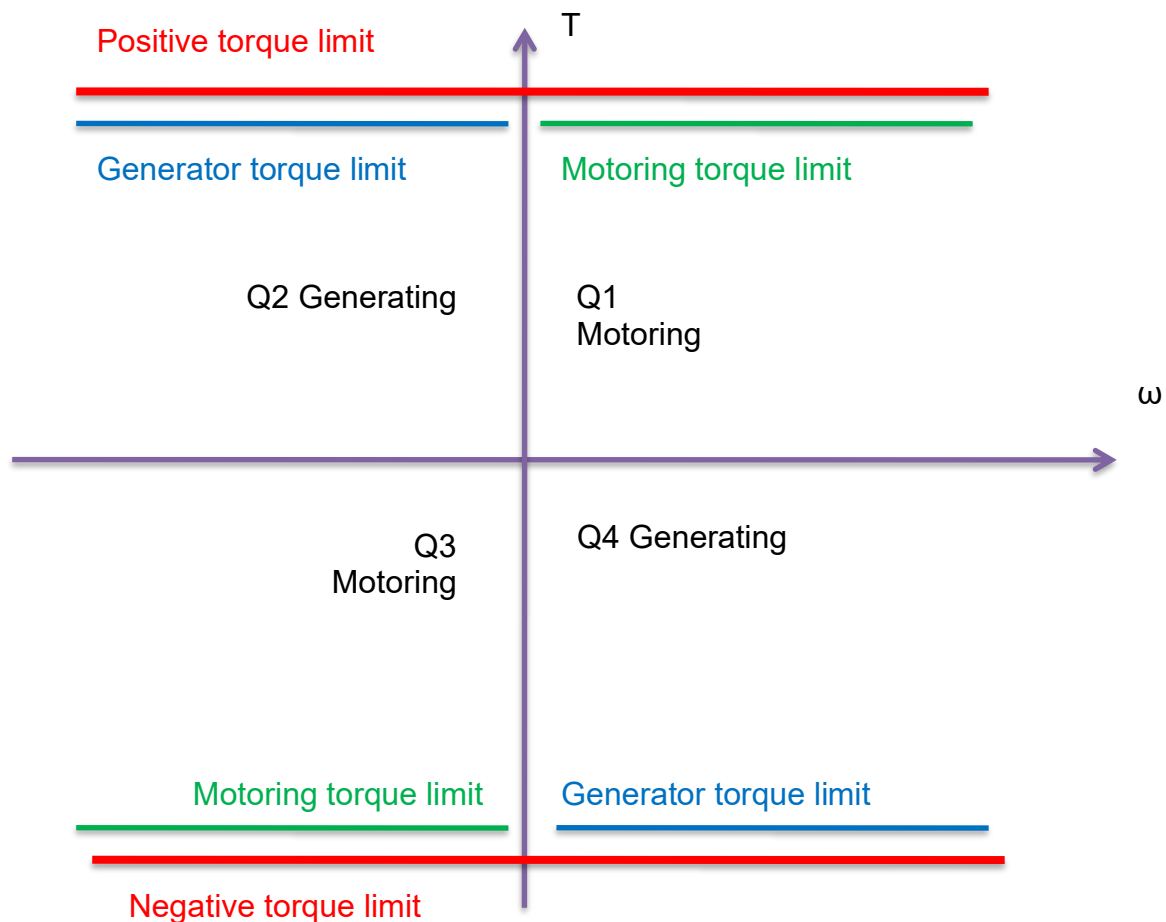 T
Positive torque limit
Generator torque limit
Motoring torque limit
Q2 Generating
Q1
Motoring
ω
Q3
Motoring
Q4 Generating
Motoring torque limit
Generator torque limit
Negative torque limit